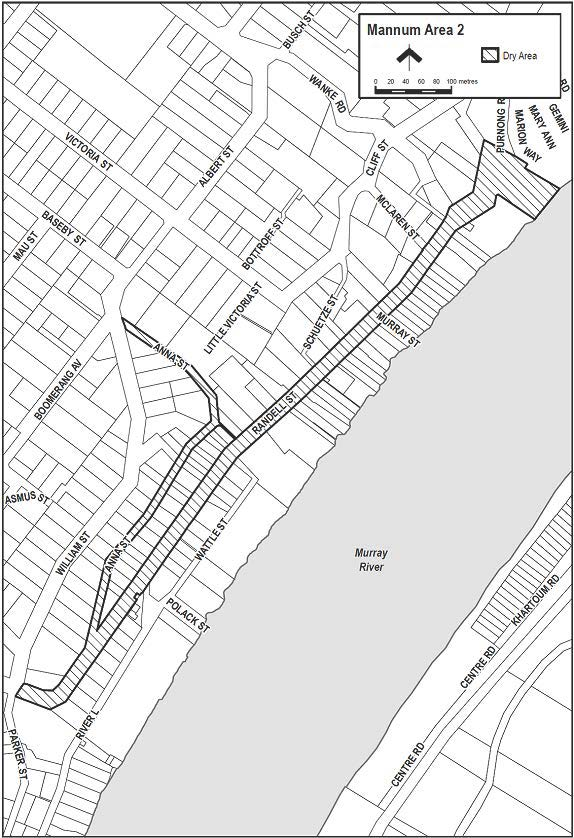 Mannum Area 2
Dry Area
0 20 40 60 80 100 metres
BUSCH ST
WANKE RD
PURNONG R
MARION WAY
MARY ANN
GEMINI
RD
VICTORIA ST
ALBERT ST
CLIFF ST
MCLAREN ST
BASEBY ST
MAU ST
BOTTROFF ST
LITTLE VICTORIA ST
SCHUETZE ST
MURRAY ST
ANNA ST
BOOMERANG AV
RANDELL ST
ASMUS ST
WILLIAM ST
ANNA ST
WATTLE ST
POLACK ST
Murray
River
KHARTOUM RD
CENTRE RD
RIVER L
PARKER ST
CENTRE RD